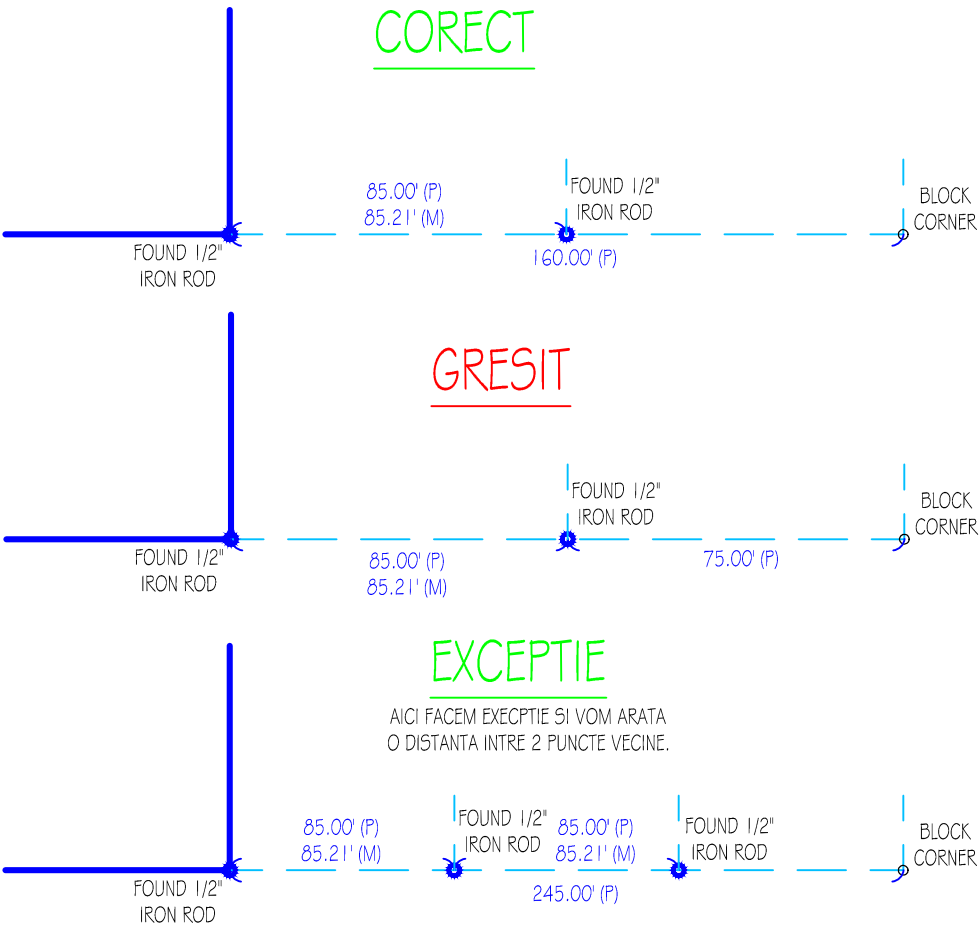 CORECT
85.00' (P)
85.21' (M)
FOUND 1/2"
IRON ROD
BLOCK
CORNER
FOUND 1/2"
IRON ROD
160.00' (P)
GRESIT
FOUND 1/2"
IRON ROD
BLOCK
CORNER
FOUND 1/2"
IRON ROD
85.00' (P)
85.21' (M)
75.00' (P)
EXCEPTIE
AICI FACEM EXECPTIE SI VOM ARATA
O DISTANTA INTRE 2 PUNCTE VECINE.
85.00' (P)
85.21' (M)
FOUND 1/2"
IRON ROD
85.00' (P)
85.21' (M)
FOUND 1/2"
IRON ROD
BLOCK
CORNER
FOUND 1/2"
IRON ROD
245.00' (P)